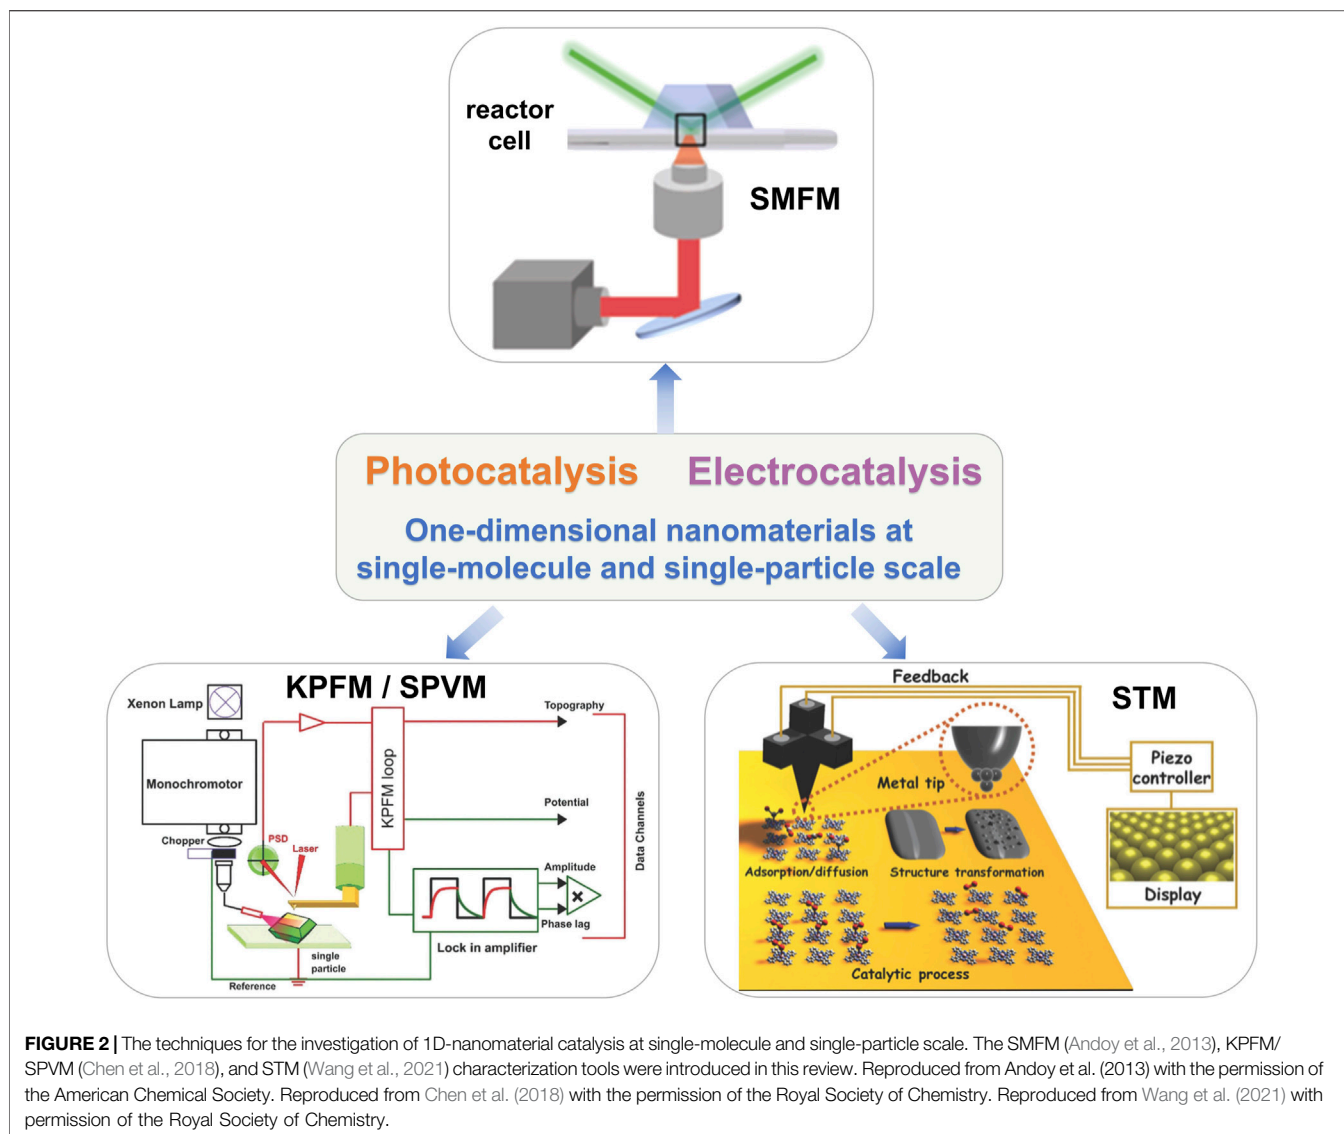 reactor
cell
SMFM
Photocatalysis Electrocatalysis
One-dimensional nanomaterials at
single-molecule and single-particle scale
KPFM / SPVM
Xenon Lamp
Monochromotor
Chopper
PSD
Laser
KPFM loop
Topography
Potential
Amplitude
Phase lag
Data Channels
Lock in amplifier
single
particle
Reference
Feedback
STM
Piezo
controller
Metal tip
Adsorption/diffusion
Structure transformation
Display
Catalytic process
FIGURE 2 | The techniques for the investigation of 1D-nanomaterial catalysis at single-molecule and single-particle scale. The SMFM (Andoy et al., 2013), KPFM/
SPVM (Chen et al., 2018), and STM (Wang et al., 2021) characterization tools were introduced in this review. Reproduced from Andoy et al. (2013) with the permission of
the American Chemical Society. Reproduced from Chen et al. (2018) with the permission of the Royal Society of Chemistry. Reproduced from Wang et al. (2021) with
permission of the Royal Society of Chemistry.